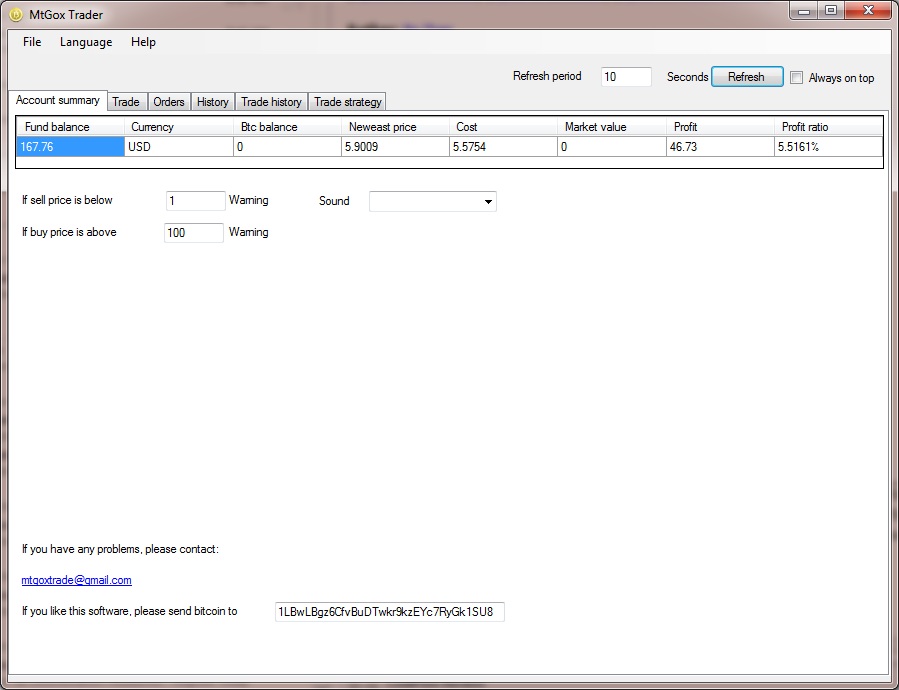 MtGox Trader
File Language Help
Refresh period 10 Seconds Refresh Always on top
Account summary Trade Orders History Trade history Trade strategy
Fund balance Currency Btc balance Neweast price Cost Market value Profit Profit ratio
167.76 USD 0 5.9009 5.5754 0 46.73 5.5161%
If sell price is below 1 Warning Sound
If buy price is above 100 Warning
If you have any problems, please contact:
mtgoxtrade@gmail.com
If you like this software, please send bitcoin to 1LBwLBgz6CfvBuDTwkr9kzEYc7RyGk1SU8